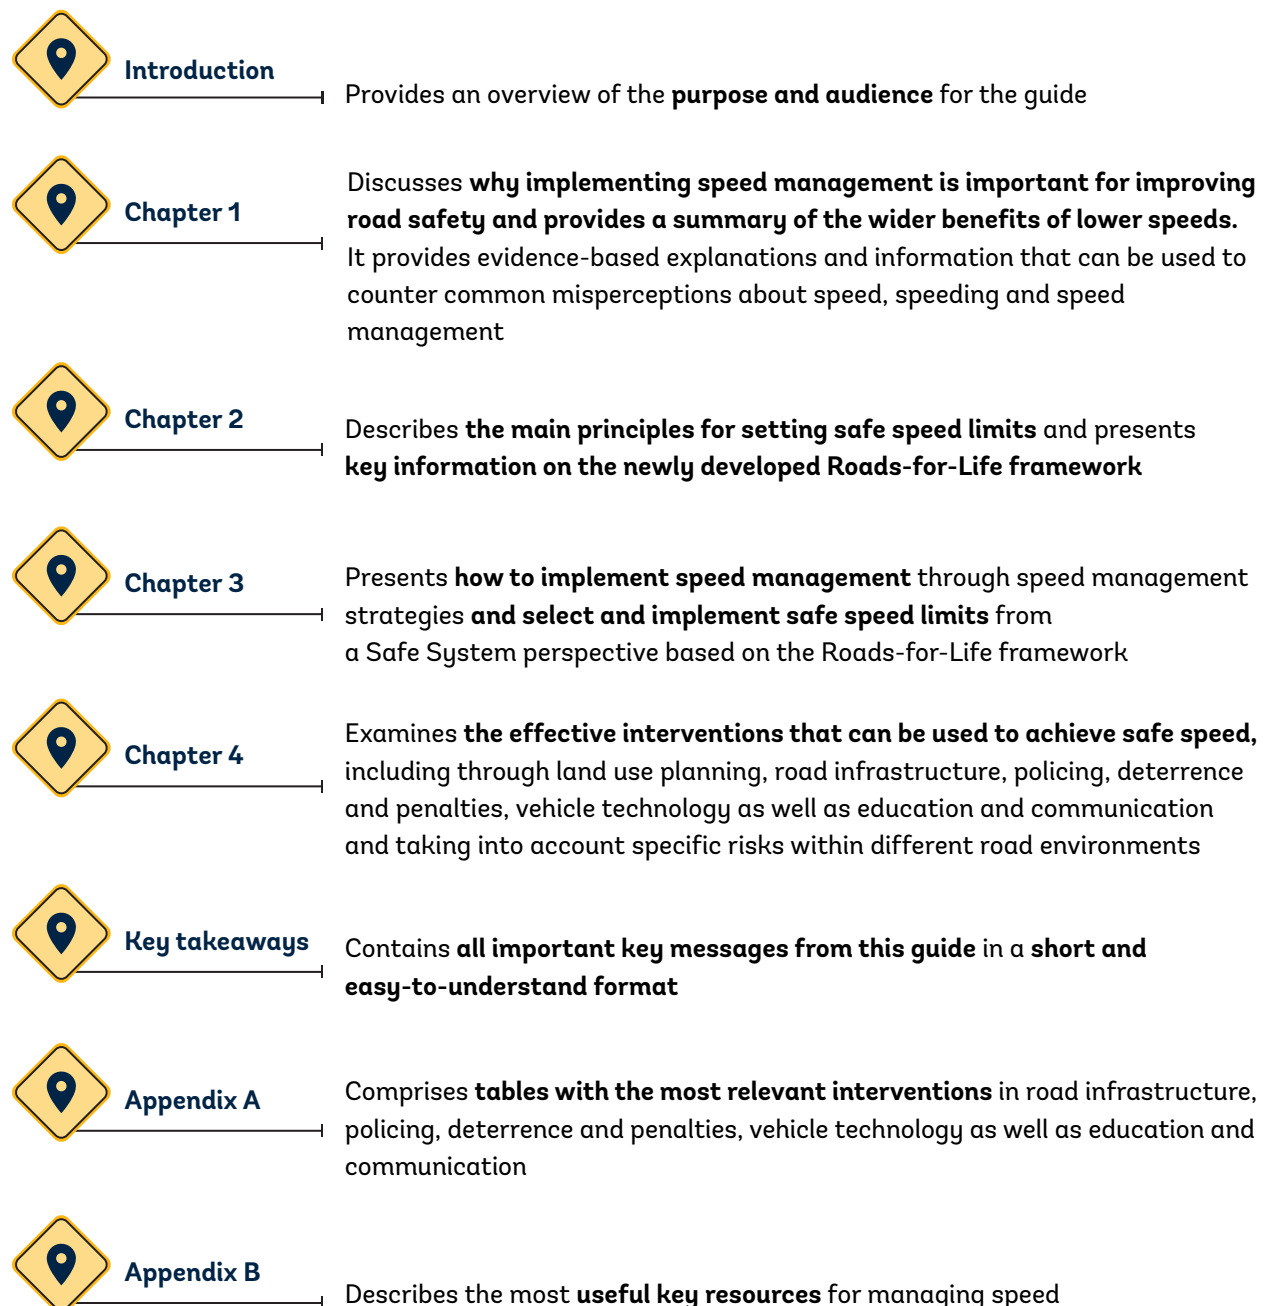 Introduction
Provides an overview of the purpose and audience for the guide
Chapter 1
Discusses why implementing speed management is important for improving
road safety and provides a summary of the wider benefits of lower speeds.
It provides evidence-based explanations and information that can be used to
counter common misperceptions about speed, speeding and speed
management
Chapter 2
Describes the main principles for setting safe speed limits and presents
key information on the newly developed Roads-for-Life framework
Chapter 3
Presents how to implement speed management through speed management
strategies and select and implement safe speed limits from
a Safe System perspective based on the Roads-for-Life framework
Chapter 4
Examines the effective interventions that can be used to achieve safe speed,
including through land use planning, road infrastructure, policing, deterrence
and penalties, vehicle technology as well as education and communication
and taking into account specific risks within different road environments
Key takeaways
Contains all important key messages from this guide in a short and
easy-to-understand format
Appendix A
Comprises tables with the most relevant interventions in road infrastructure,
policing, deterrence and penalties, vehicle technology as well as education and
communication
Appendix B
Describes the most useful key resources for managing speed